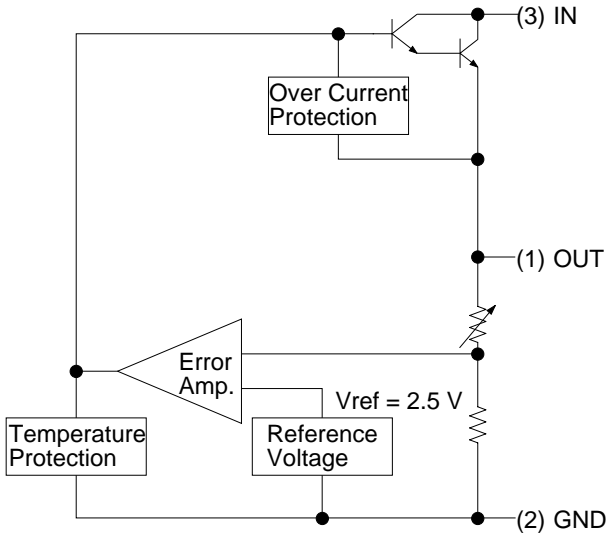 (3) IN
Over Current
Protection
(1) OUT
Error
Amp.
Vref = 2.5 V
Temperature
Protection
Reference
Voltage
(2) GND